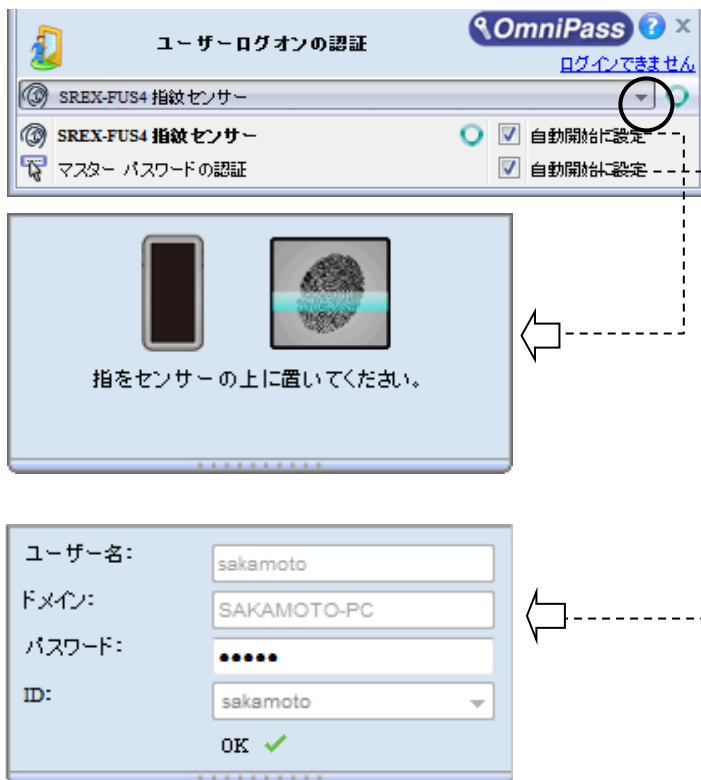 ユーザーログオンの認証
OmniPass ? x
ログインできません
SREX-FUS4 指紋センサー
SREX-FUS4 指紋センサー 自動開始に設定
マスター パスワードの認証 自動開始に設定
指をセンサーの上に置いてください。
ユーザー名: sakamoto
ドメイン: SAKAMOTO-PC
パスワード: ●●●●●
ID: sakamoto
OK ✓